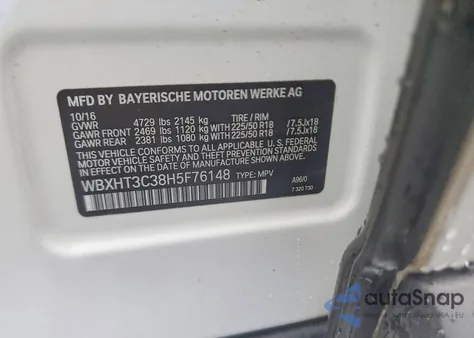 MFD BY BAYERISCHE MOTOREN WERKE AG
10/16
GVWR 4729 lbs 2145 kg TIRE / RIM
GAWR FRONT 2469 lbs 1120 kg WITH 225/50 R18 /7.5Jx18
GAWR REAR 2381 lbs 1080 kg WITH 225/50 R18 /7.5Jx18
THIS VEHICLE CONFORMS TO ALL APPLICABLE U.S. FEDERAL
MOTOR VEHICLE SAFETY, BUMPER, AND THEFT PREVENTION
STANDARDS IN EFFECT ON THE DATE OF MANUFACTURE SHOWN ABOVE.
WBXHT3C38H5F76148 TYPE: MPV A96/0
7 320 730
autoSnap